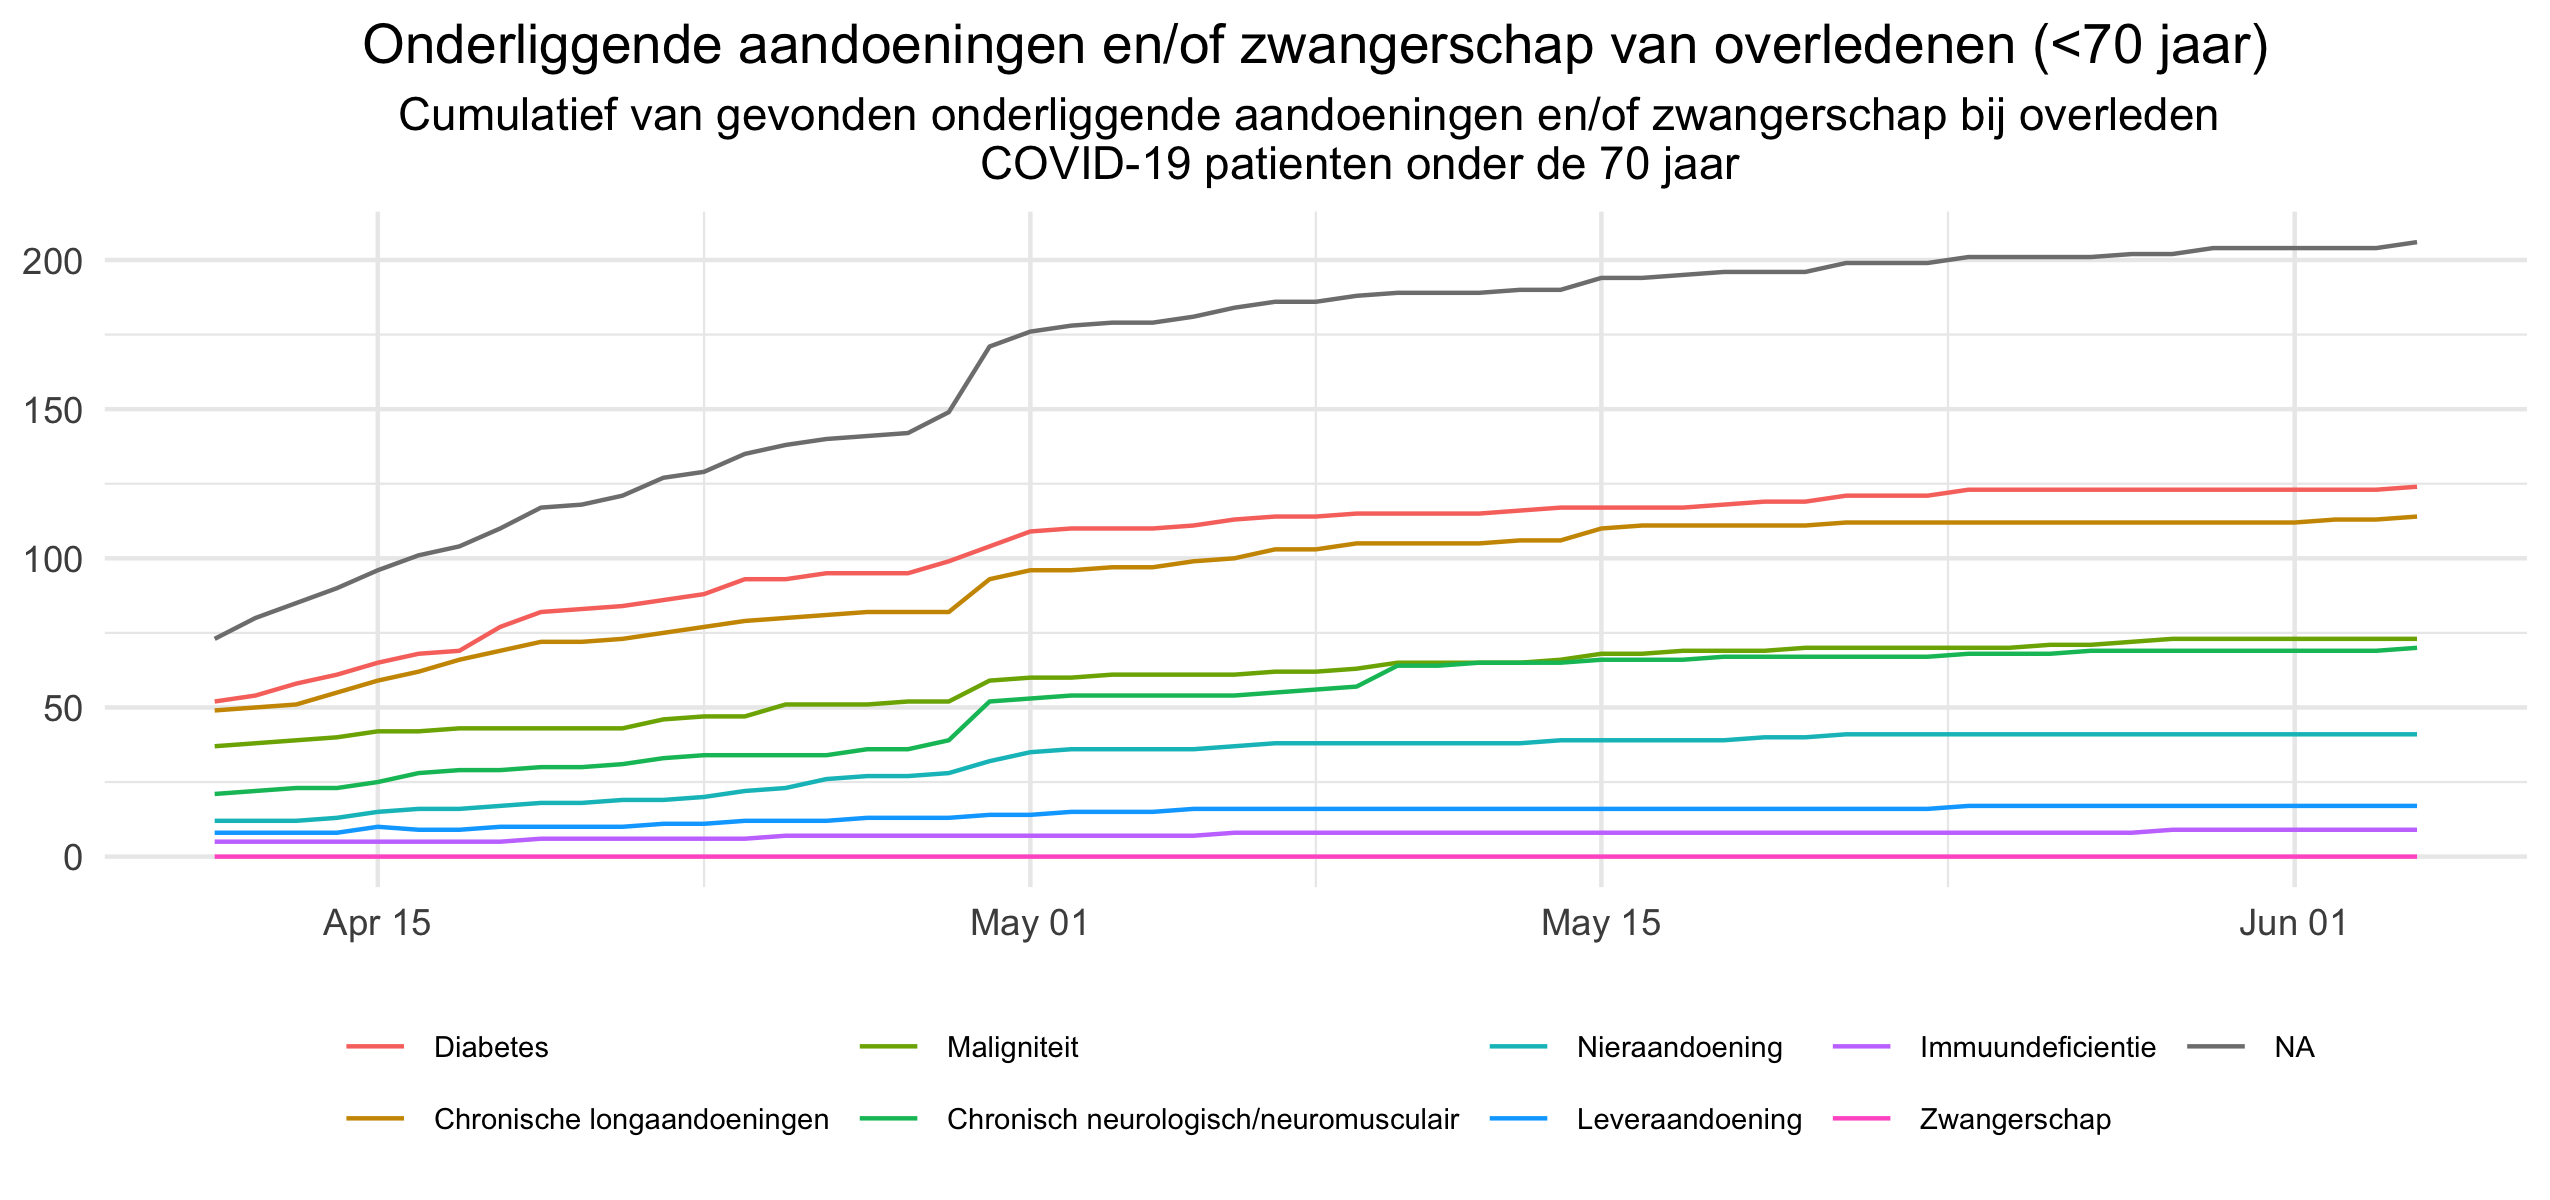 Onderliggende aandoeningen en/of zwangerschap van overledenen (<70 jaar)
Cumulatief van gevonden onderliggende aandoeningen en/of zwangerschap bij overleden
COVID-19 patienten onder de 70 jaar
200
150
100
50
0
Apr 15
May 01
May 15
Jun 01
Diabetes
Maligniteit
Nieraandoening
Immuundeficientie
NA
Chronische longaandoeningen
Chronisch neurologisch/neuromusculair
Leveraandoening
Zwangerschap